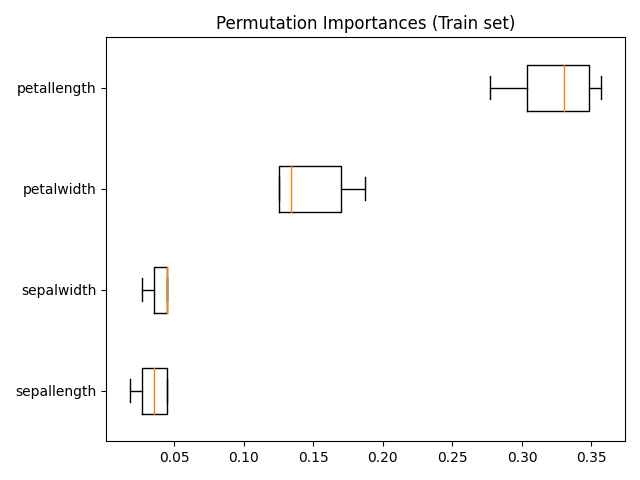 Permutation Importances (Train set)
petallength
petalwidth
sepalwidth
sepallength
0.05 0.10 0.15 0.20 0.25 0.30 0.35